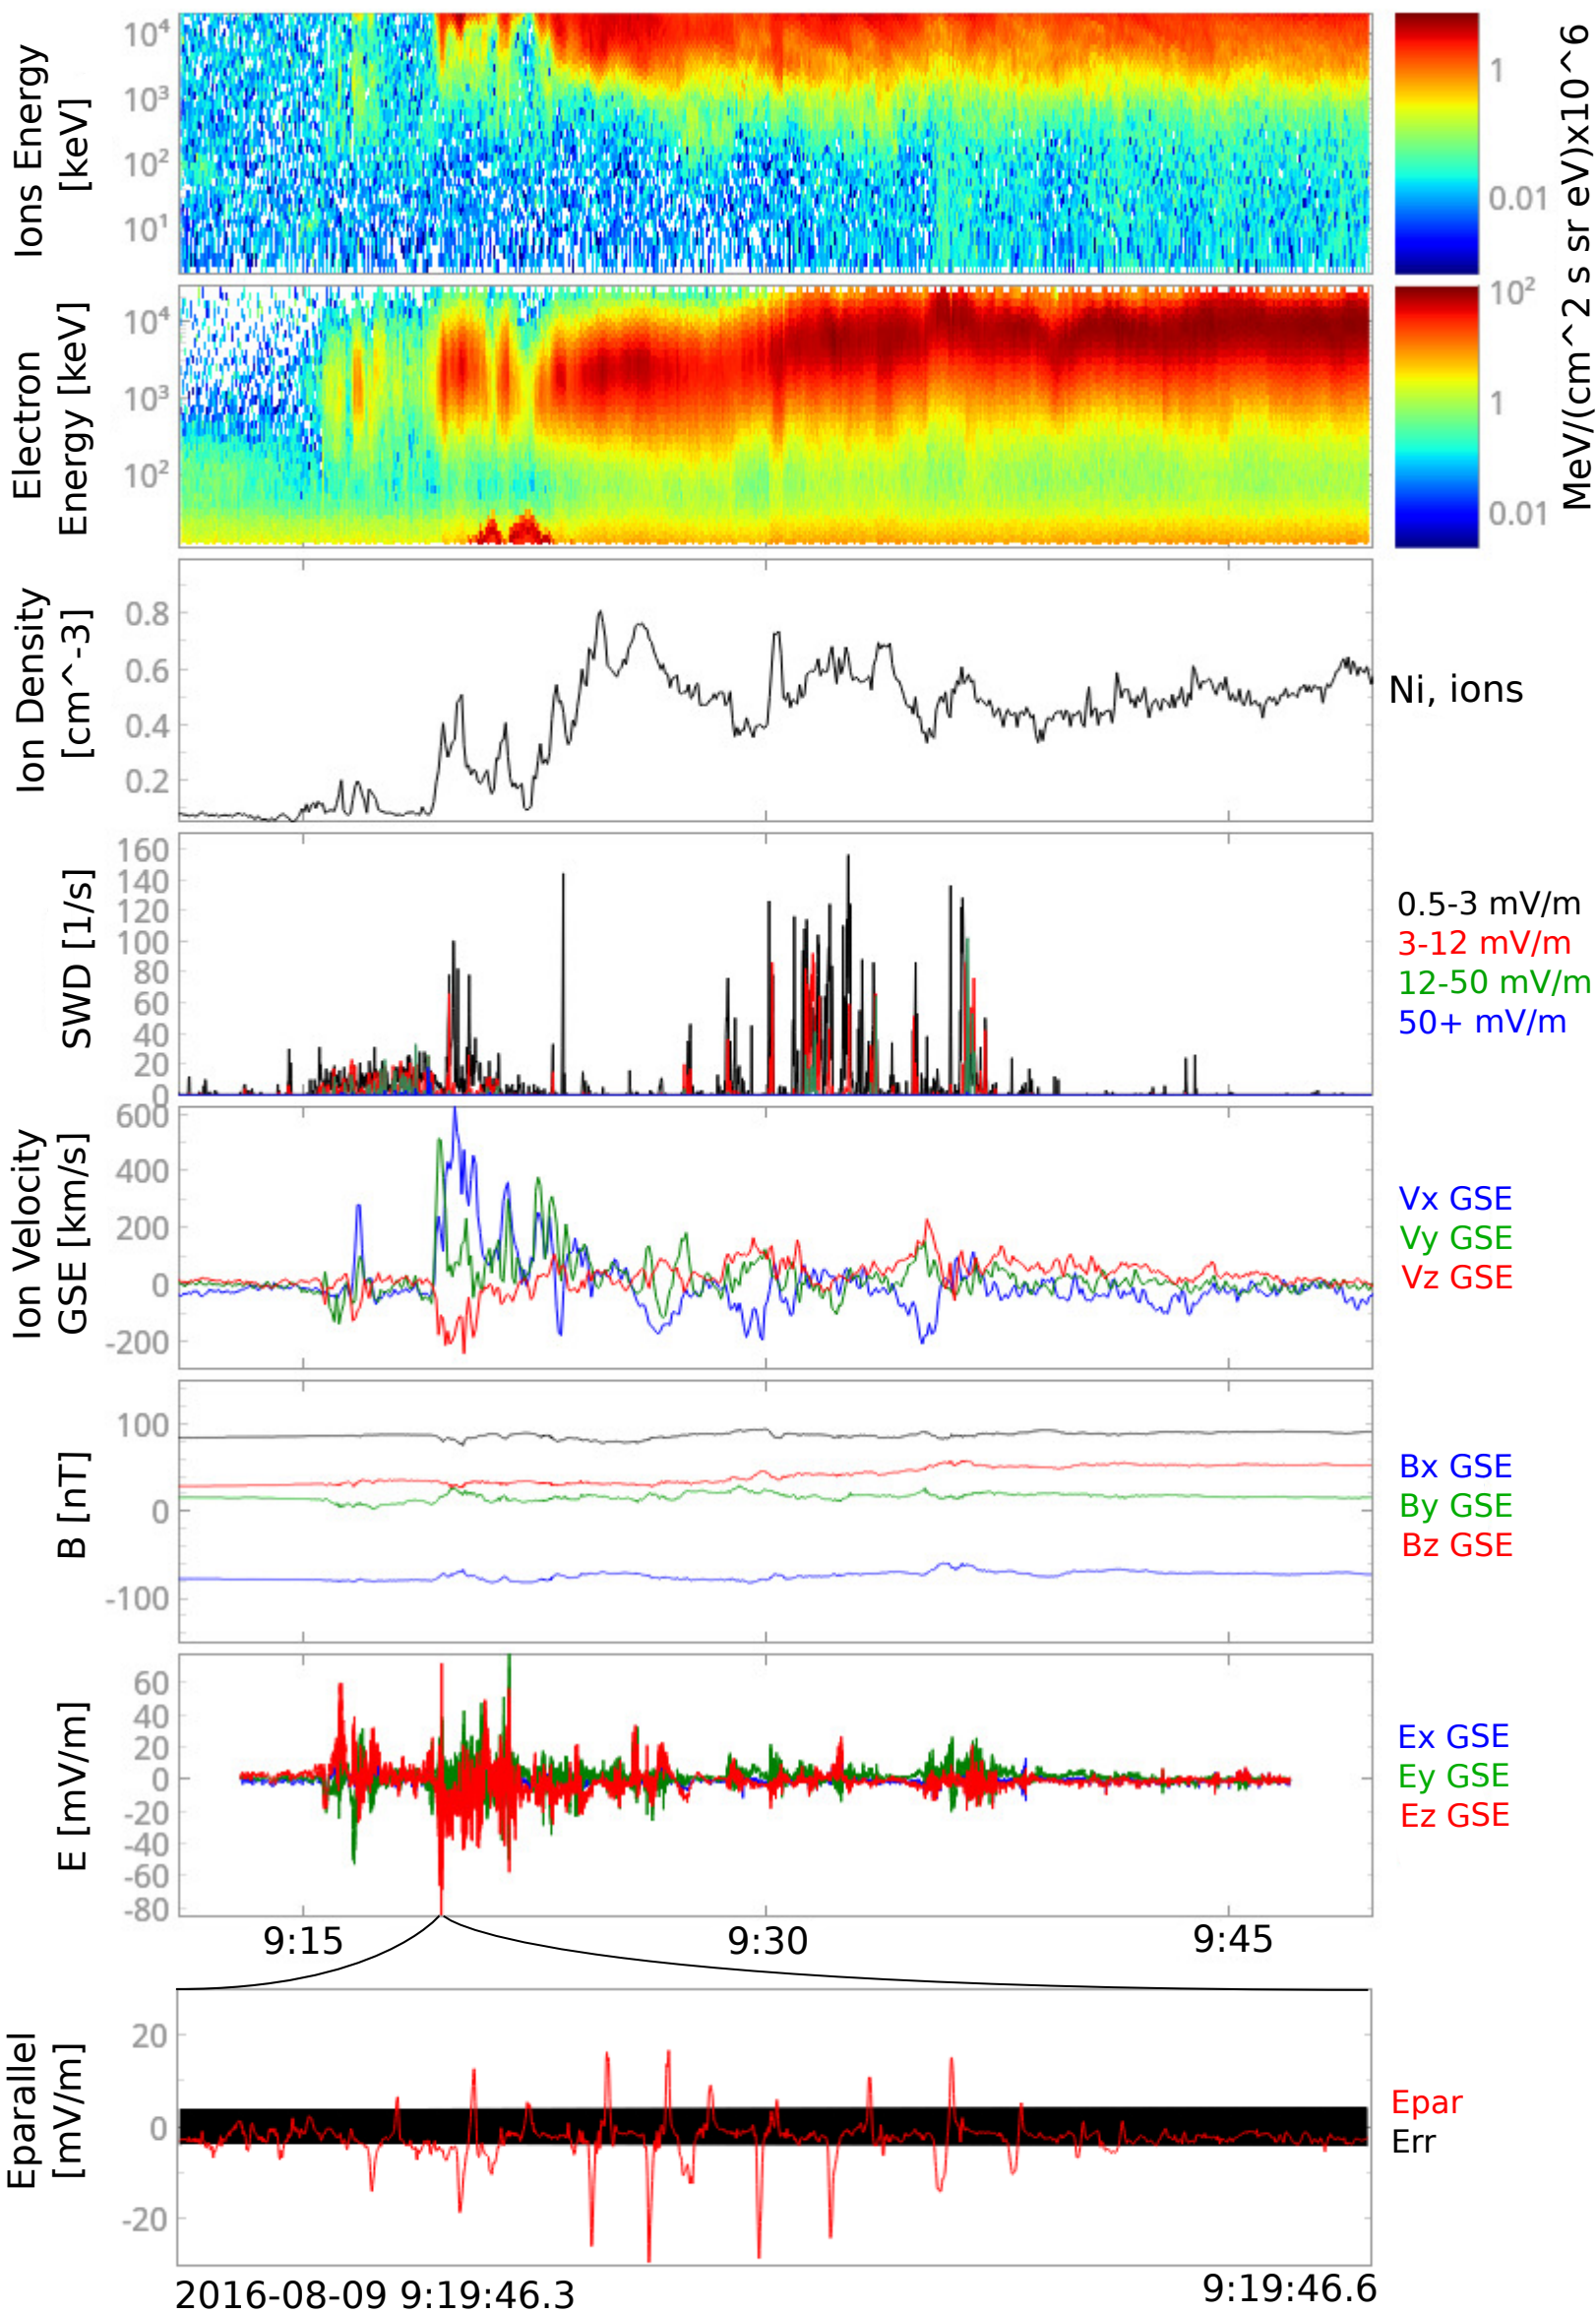 Ions Energy
[keV]
10⁴
10³
10²
10¹
1
0.01
MeV/(cm^2 s sr eV)x10^6
Electron
Energy [keV]
10⁴
10³
10²
10²
1
0.01
Ion Density
[cm^-3]
0.8
0.6
0.4
0.2
Ni, ions
SWD [1/s]
160
140
120
100
80
60
40
20
0
0.5-3 mV/m
3-12 mV/m
12-50 mV/m
50+ mV/m
Ion Velocity
GSE [km/s]
600
400
200
0
-200
Vx GSE
Vy GSE
Vz GSE
B [nT]
100
0
-100
Bx GSE
By GSE
Bz GSE
E [mV/m]
60
40
20
0
-20
-40
-60
-80
Ex GSE
Ey GSE
Ez GSE
9:15
9:30
9:45
Eparallel
[mV/m]
20
0
-20
Epar
Err
2016-08-09 9:19:46.3
9:19:46.6